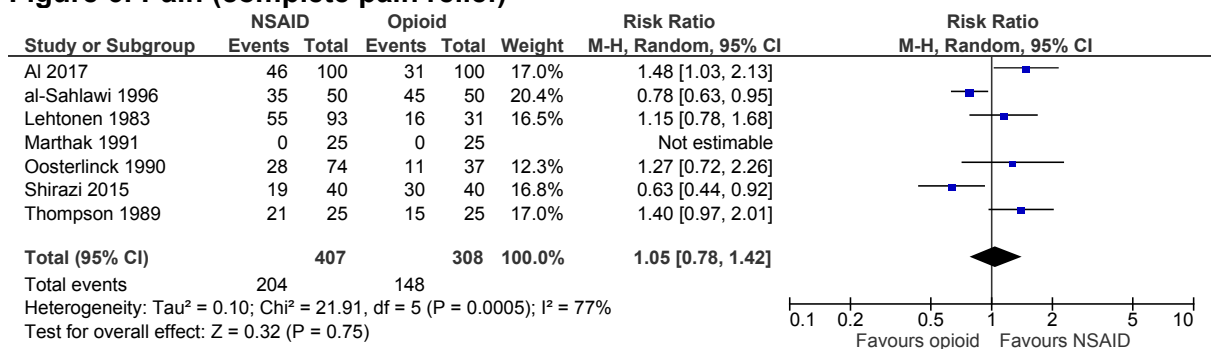 Figure 6: Pain (complete pain relief)
NSAID Opioid Risk Ratio Risk Ratio
Study or Subgroup Events Total Events Total Weight M-H, Random, 95% CI M-H, Random, 95% CI
Al 2017 46 100 31 100 17.0% 1.48 [1.03, 2.13]
al-Sahlawi 1996 35 50 45 50 20.4% 0.78 [0.63, 0.95]
Lehtonen 1983 55 93 16 31 16.5% 1.15 [0.78, 1.68]
Marthak 1991 0 25 0 25 Not estimable
Oosterlinck 1990 28 74 11 37 12.3% 1.27 [0.72, 2.26]
Shirazi 2015 19 40 30 40 16.8% 0.63 [0.44, 0.92]
Thompson 1989 21 25 15 25 17.0% 1.40 [0.97, 2.01]
Total (95% CI) 407 308 100.0% 1.05 [0.78, 1.42]
Total events 204 148
Heterogeneity: Tau² = 0.10; Chi² = 21.91, df = 5 (P = 0.0005); I² = 77%
Test for overall effect: Z = 0.32 (P = 0.75)
0.1 0.2 0.5 1 2 5 10
Favours opioid Favours NSAID